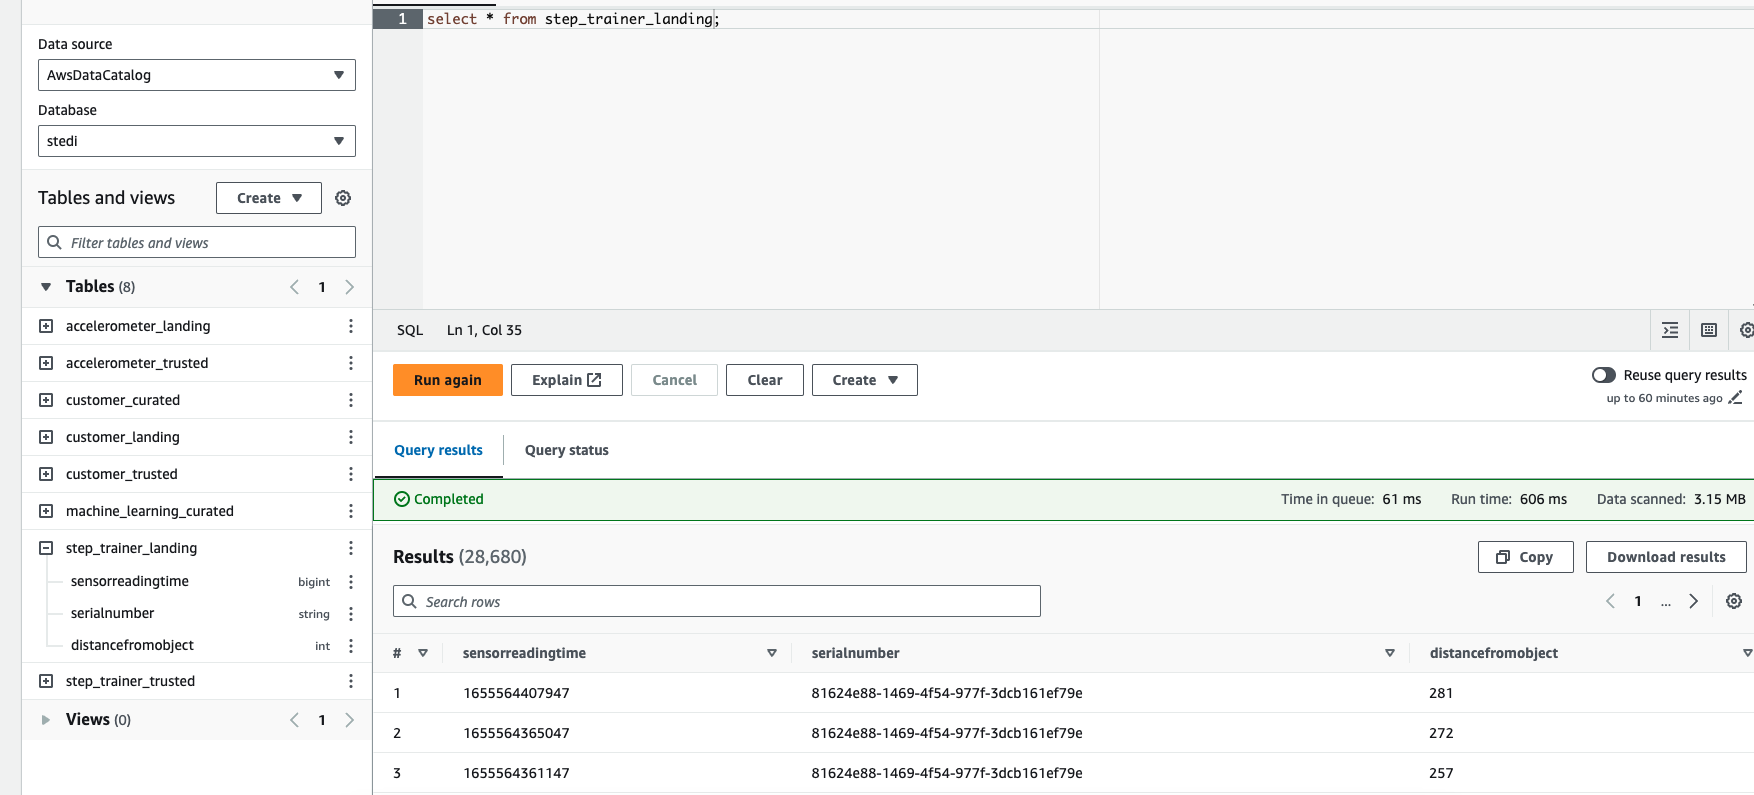 Data source
AwsDataCatalog
Database
stedi
Tables and views
Create
Filter tables and views
Tables (8)
1
accelerometer_landing
accelerometer_trusted
customer_curated
customer_landing
customer_trusted
machine_learning_curated
step_trainer_landing
sensorreadingtime bigint
serialnumber string
distancefromobject int
step_trainer_trusted
Views (0)
1
1 select * from step_trainer_landing;
SQL Ln 1, Col 35
Run again Explain Cancel Clear Create
Reuse query results
up to 60 minutes ago
Query results Query status
Completed Time in queue: 61 ms Run time: 606 ms Data scanned: 3.15 MB
Results (28,680) Copy Download results
Search rows
1 ...
# sensorreadingtime serialnumber distancefromobject
1 1655564407947 81624e88-1469-4f54-977f-3dcb161ef79e 281
2 1655564365047 81624e88-1469-4f54-977f-3dcb161ef79e 272
3 1655564361147 81624e88-1469-4f54-977f-3dcb161ef79e 257